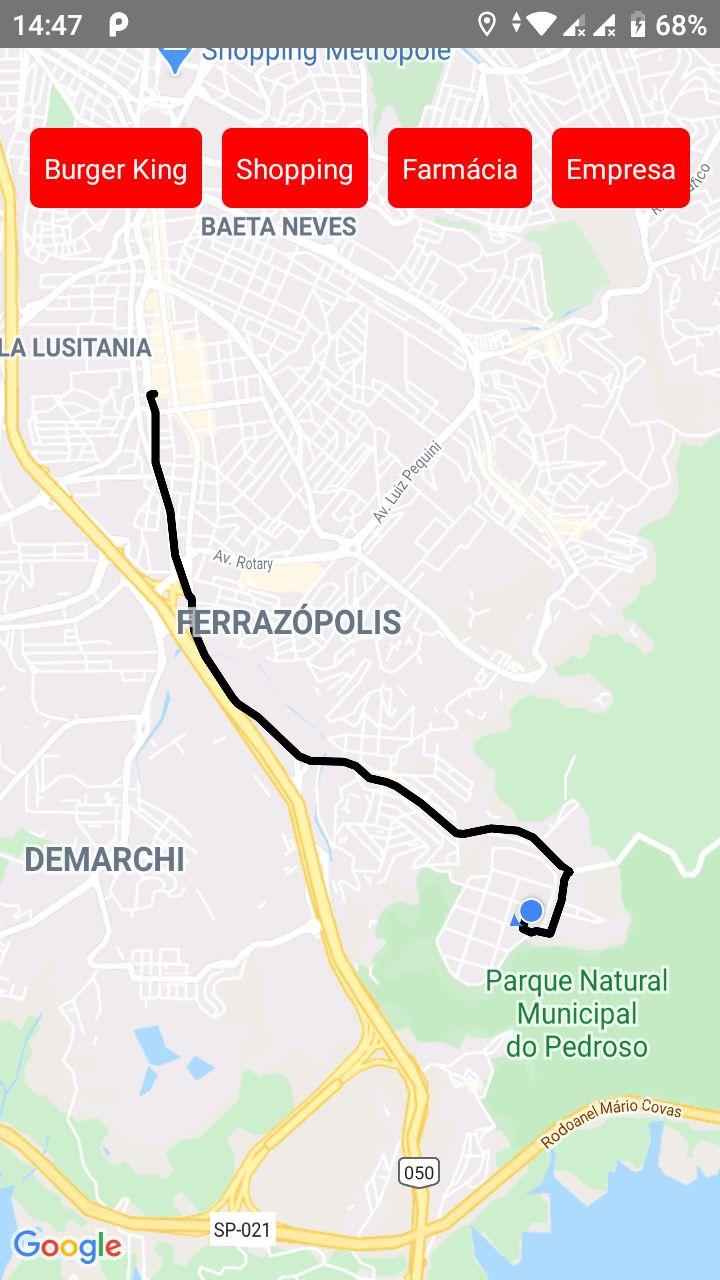 14:47
68%
Shopping Metrópole
Burger King
Shopping
Farmácia
Empresa
BAETA NEVES
LA LUSITANIA
Av. Luiz Pequini
Av. Rotary
FERRAZÓPOLIS
DEMARCHI
Parque Natural
Municipal
do Pedroso
Rodoanel Mário Covas
050
SP-021
Google